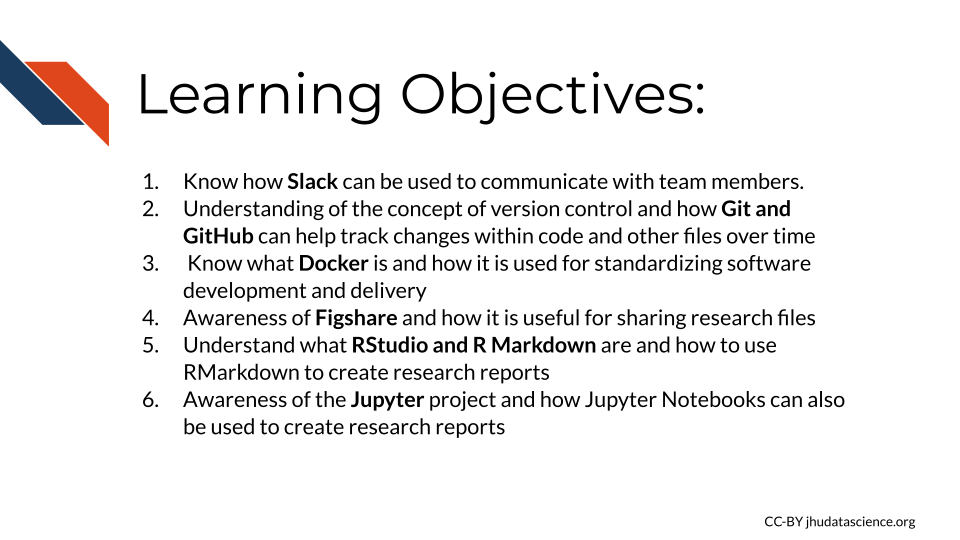 Learning Objectives:
1. Know how Slack can be used to communicate with team members.
2. Understanding of the concept of version control and how Git and
GitHub can help track changes within code and other files over time
3. Know what Docker is and how it is used for standardizing software
development and delivery
4. Awareness of Figshare and how it is useful for sharing research files
5. Understand what RStudio and R Markdown are and how to use
RMarkdown to create research reports
6. Awareness of the Jupyter project and how Jupyter Notebooks can also
be used to create research reports
CC-BY jhudatascience.org